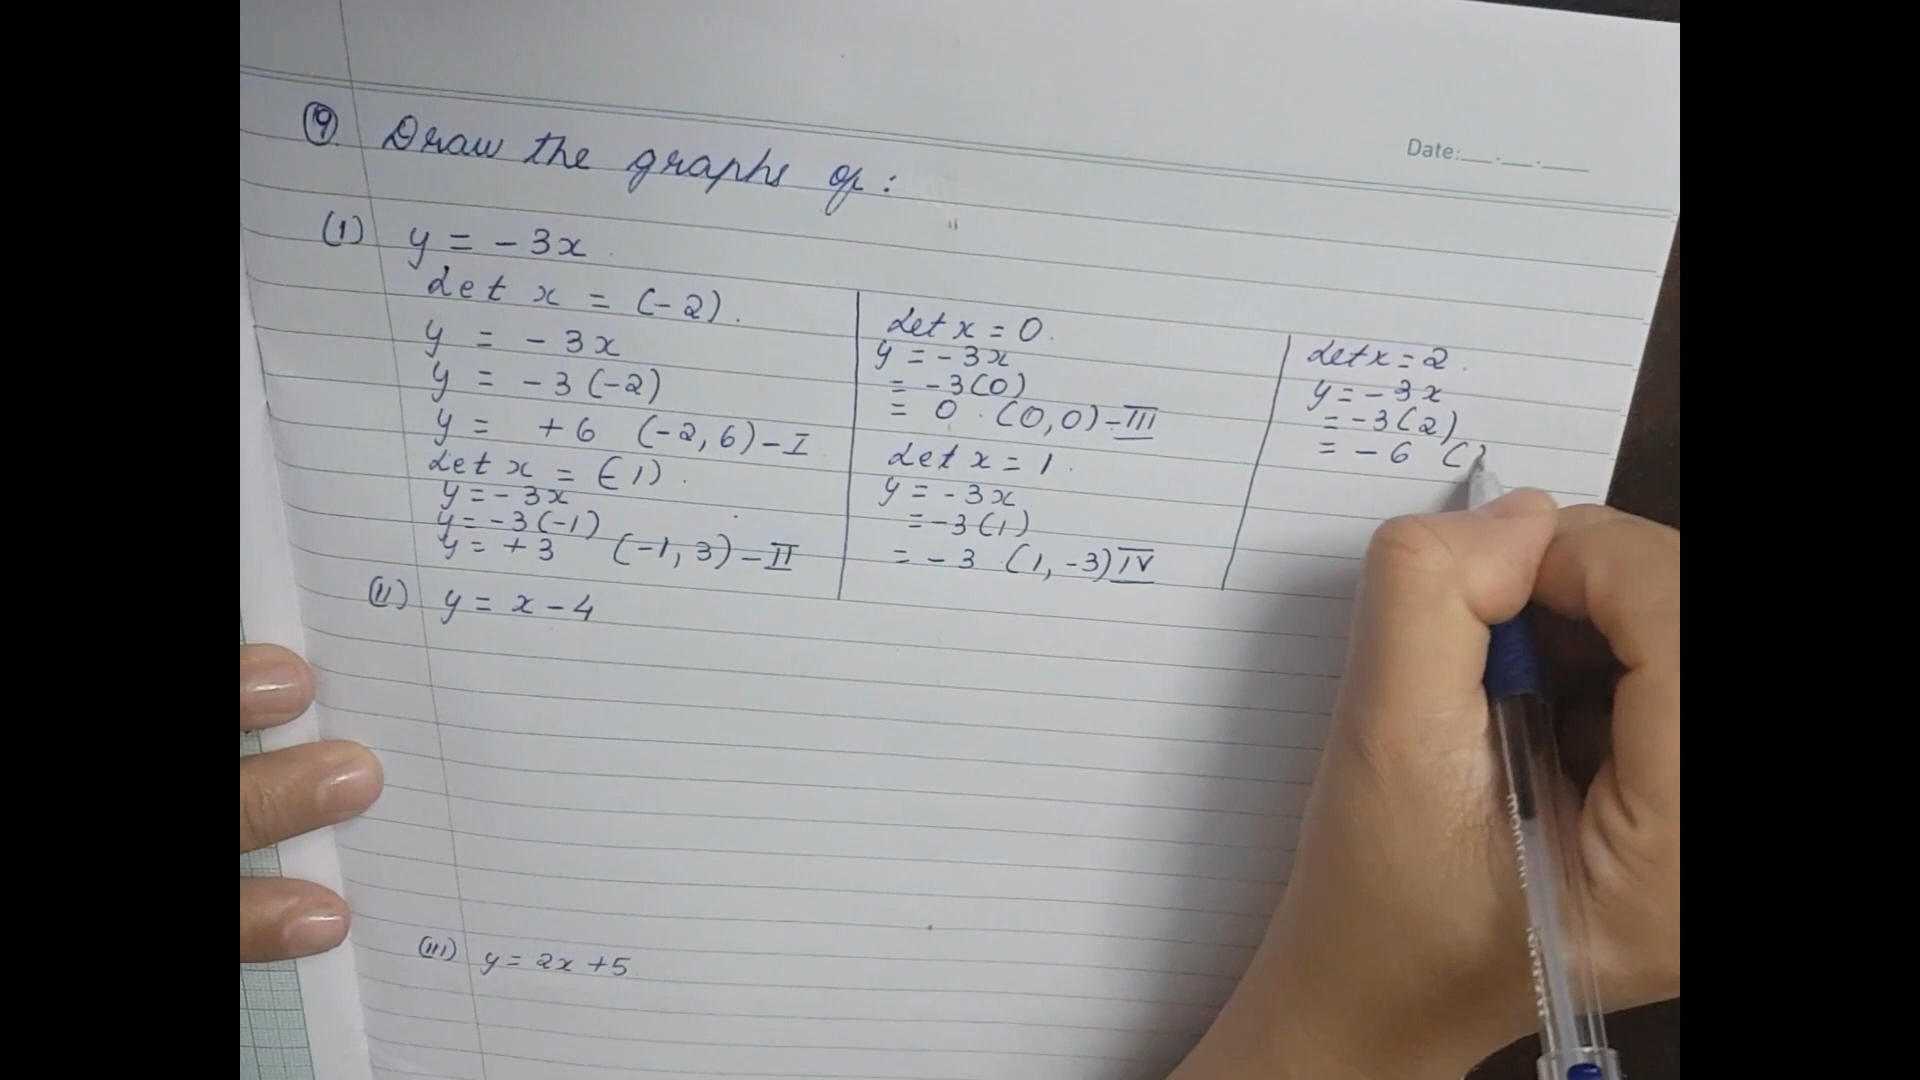 9 Draw the graphs of:
Date:__.__.__
(I) y = -3x
Let x = (-2).
y = -3x
y = -3(-2)
y = +6 (-2, 6) - I
Let x = (-1).
y = -3x
y = -3(-1)
y = +3 (-1, 3) - II
Let x = 0.
y = -3x
= -3(0)
= 0. (0, 0) - III
Let x = 1.
y = -3x
= -3(1)
= -3 (1, -3) IV
Let x = 2.
y = -3x
= -3(2)
= -6 (
(II) y = x - 4
(III) y = 2x + 5